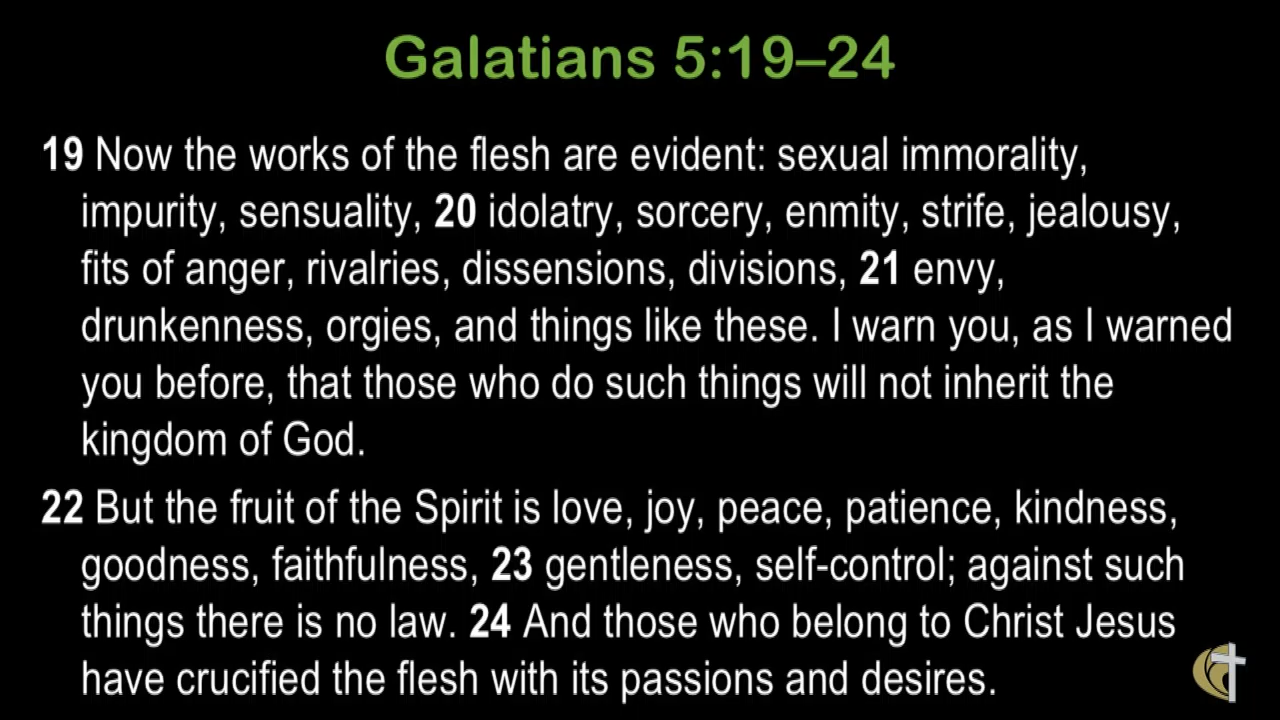 Galatians 5:19–24
19 Now the works of the flesh are evident: sexual immorality,
impurity, sensuality, 20 idolatry, sorcery, enmity, strife, jealousy,
fits of anger, rivalries, dissensions, divisions, 21 envy,
drunkenness, orgies, and things like these. I warn you, as I warned
you before, that those who do such things will not inherit the
kingdom of God.
22 But the fruit of the Spirit is love, joy, peace, patience, kindness,
goodness, faithfulness, 23 gentleness, self-control; against such
things there is no law. 24 And those who belong to Christ Jesus
have crucified the flesh with its passions and desires.